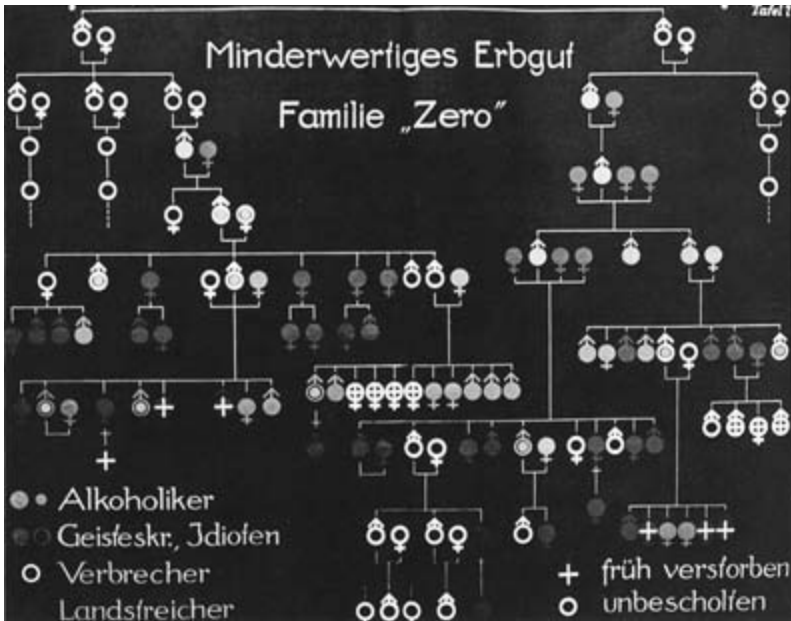 Tafel
Minderwertiges Erbgut
Familie „Zero”
Alkoholiker
Geisteskr., Idioten
Verbrecher
Landstreicher
früh verstorben
unbescholten